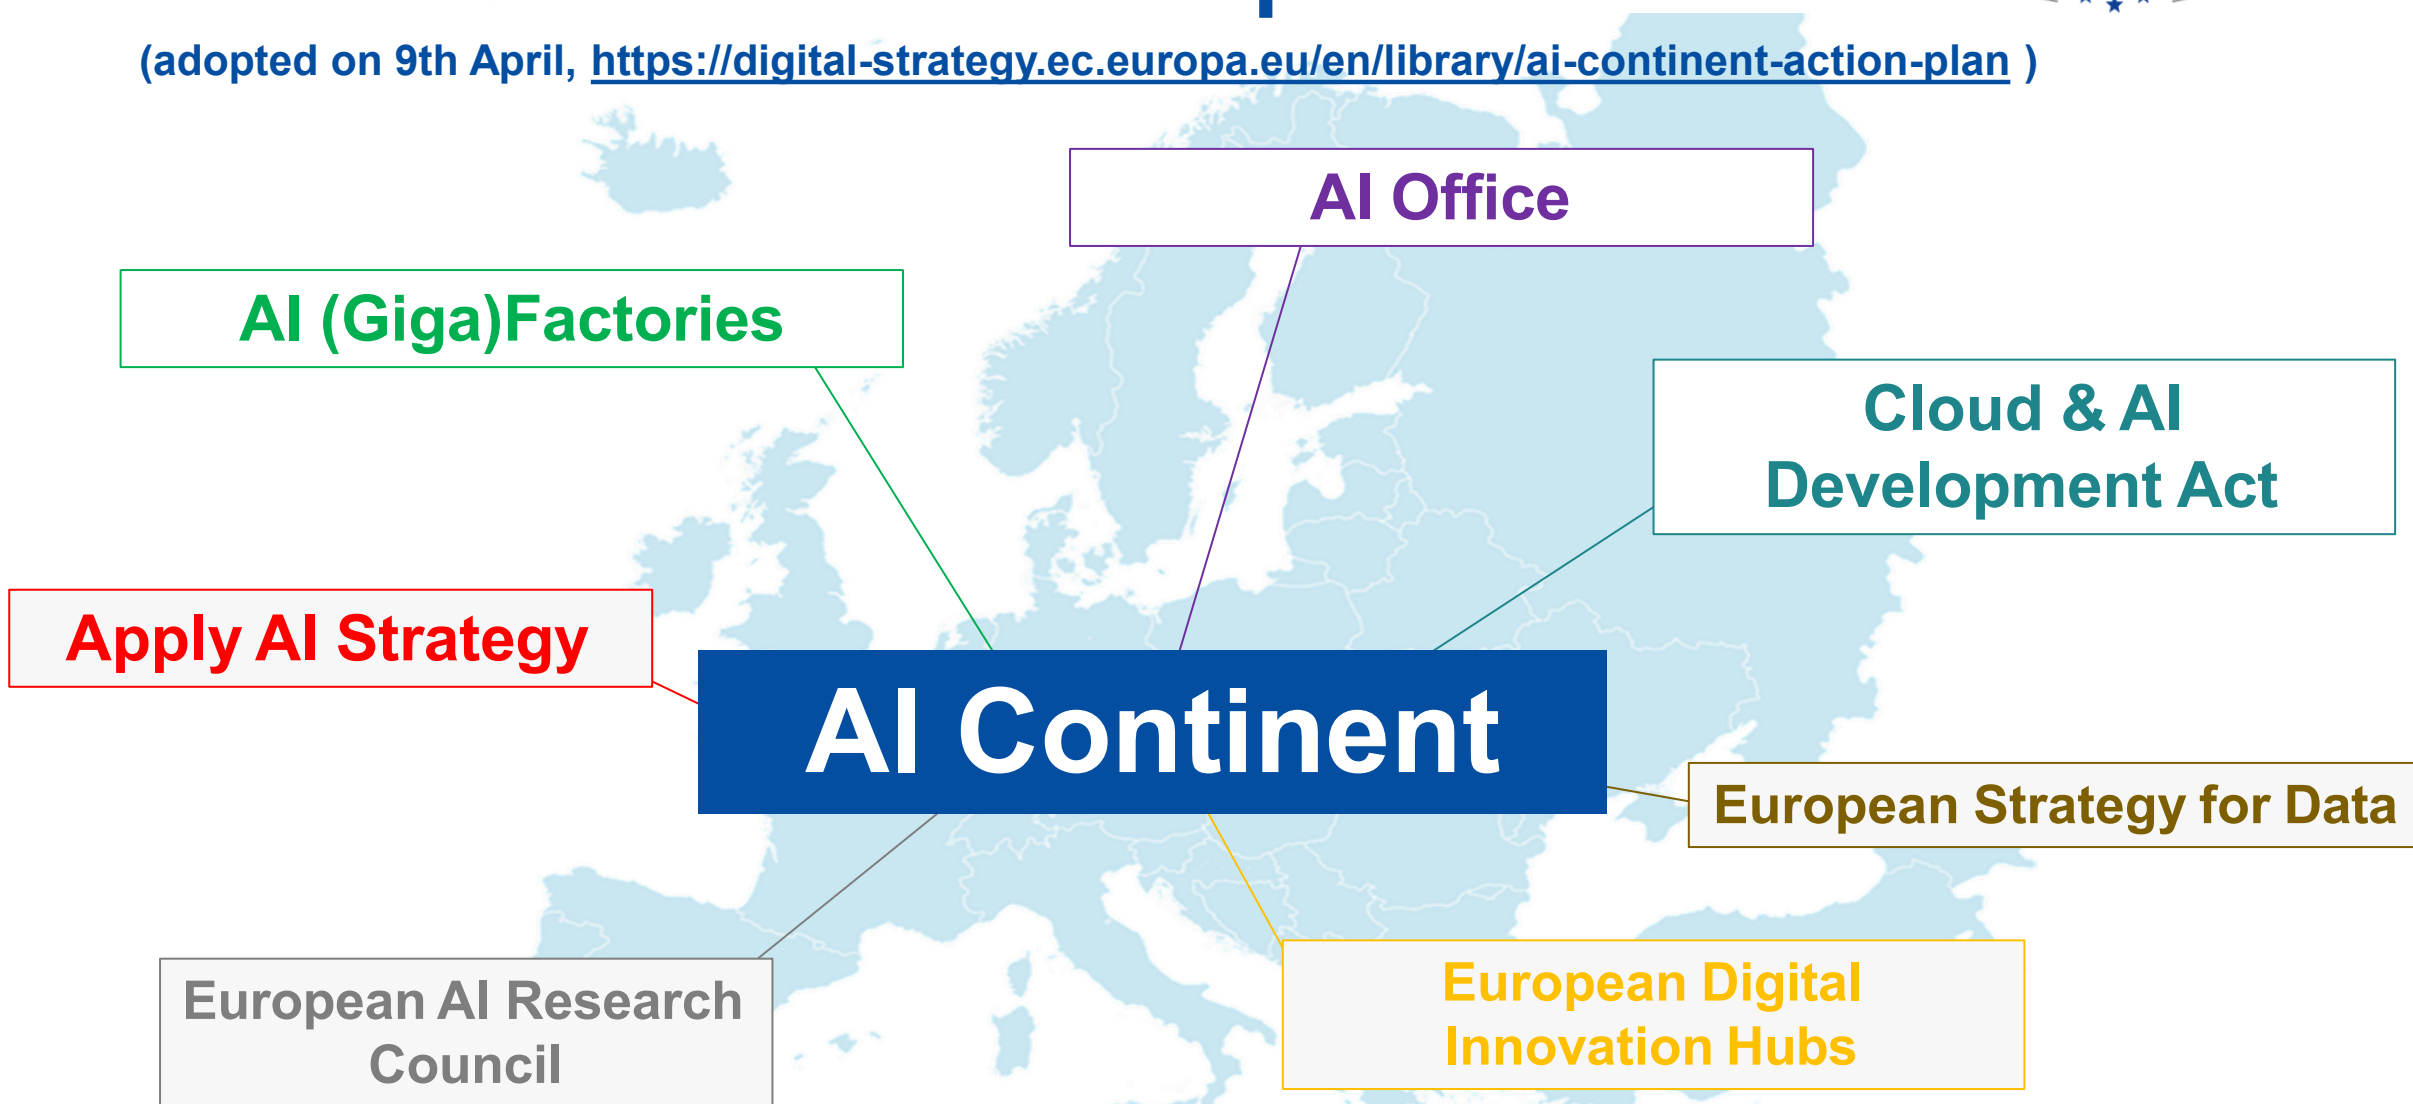 (adopted on 9th April, https://digital-strategy.ec.europa.eu/en/library/ai-continent-action-plan )
AI Office
AI (Giga)Factories
Cloud & AI
Development Act
Apply AI Strategy
AI Continent
European Strategy for Data
European AI Research
Council
European Digital
Innovation Hubs